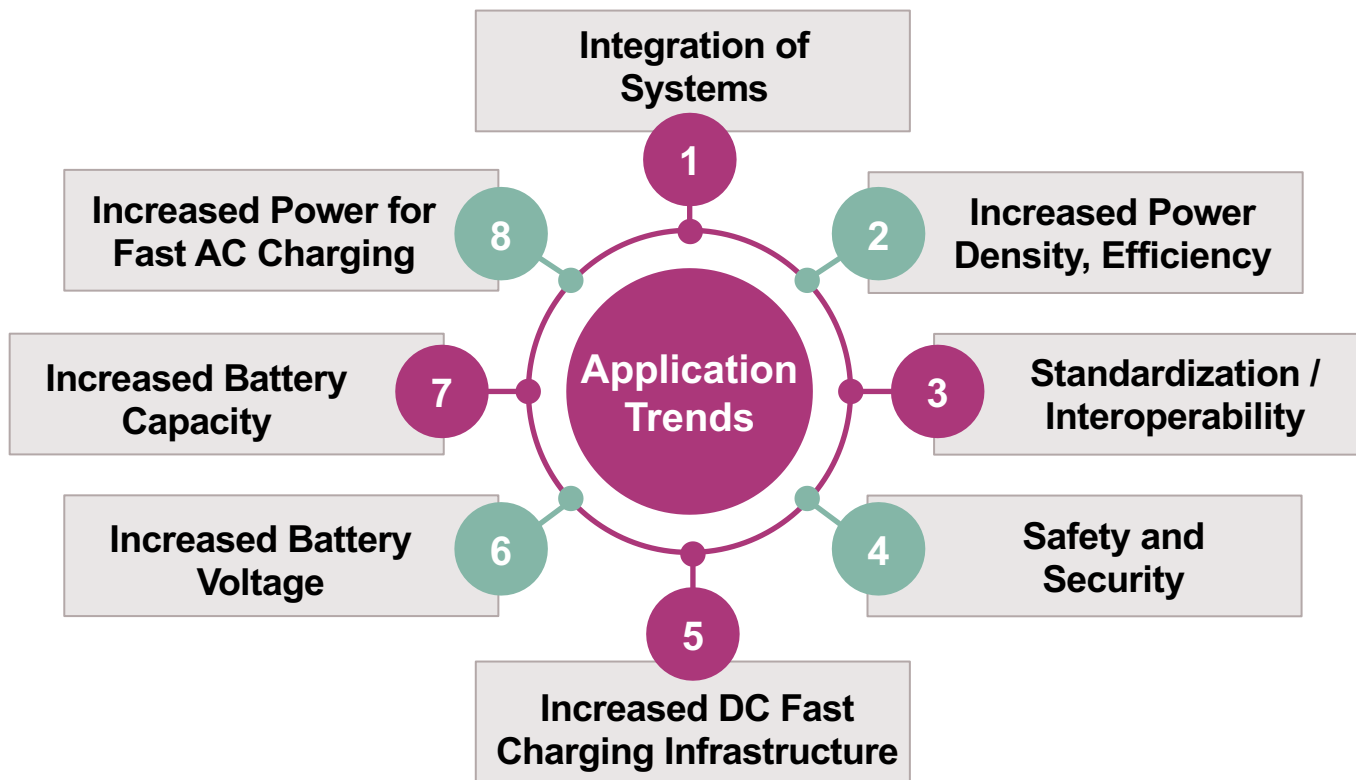 Integration of
Systems
1
Increased Power
Density, Efficiency
2
Standardization /
Interoperability
3
Safety and
Security
4
Increased DC Fast
Charging Infrastructure
5
Increased Battery
Voltage
6
Increased Battery
Capacity
7
Increased Power for
Fast AC Charging
8
Application
Trends